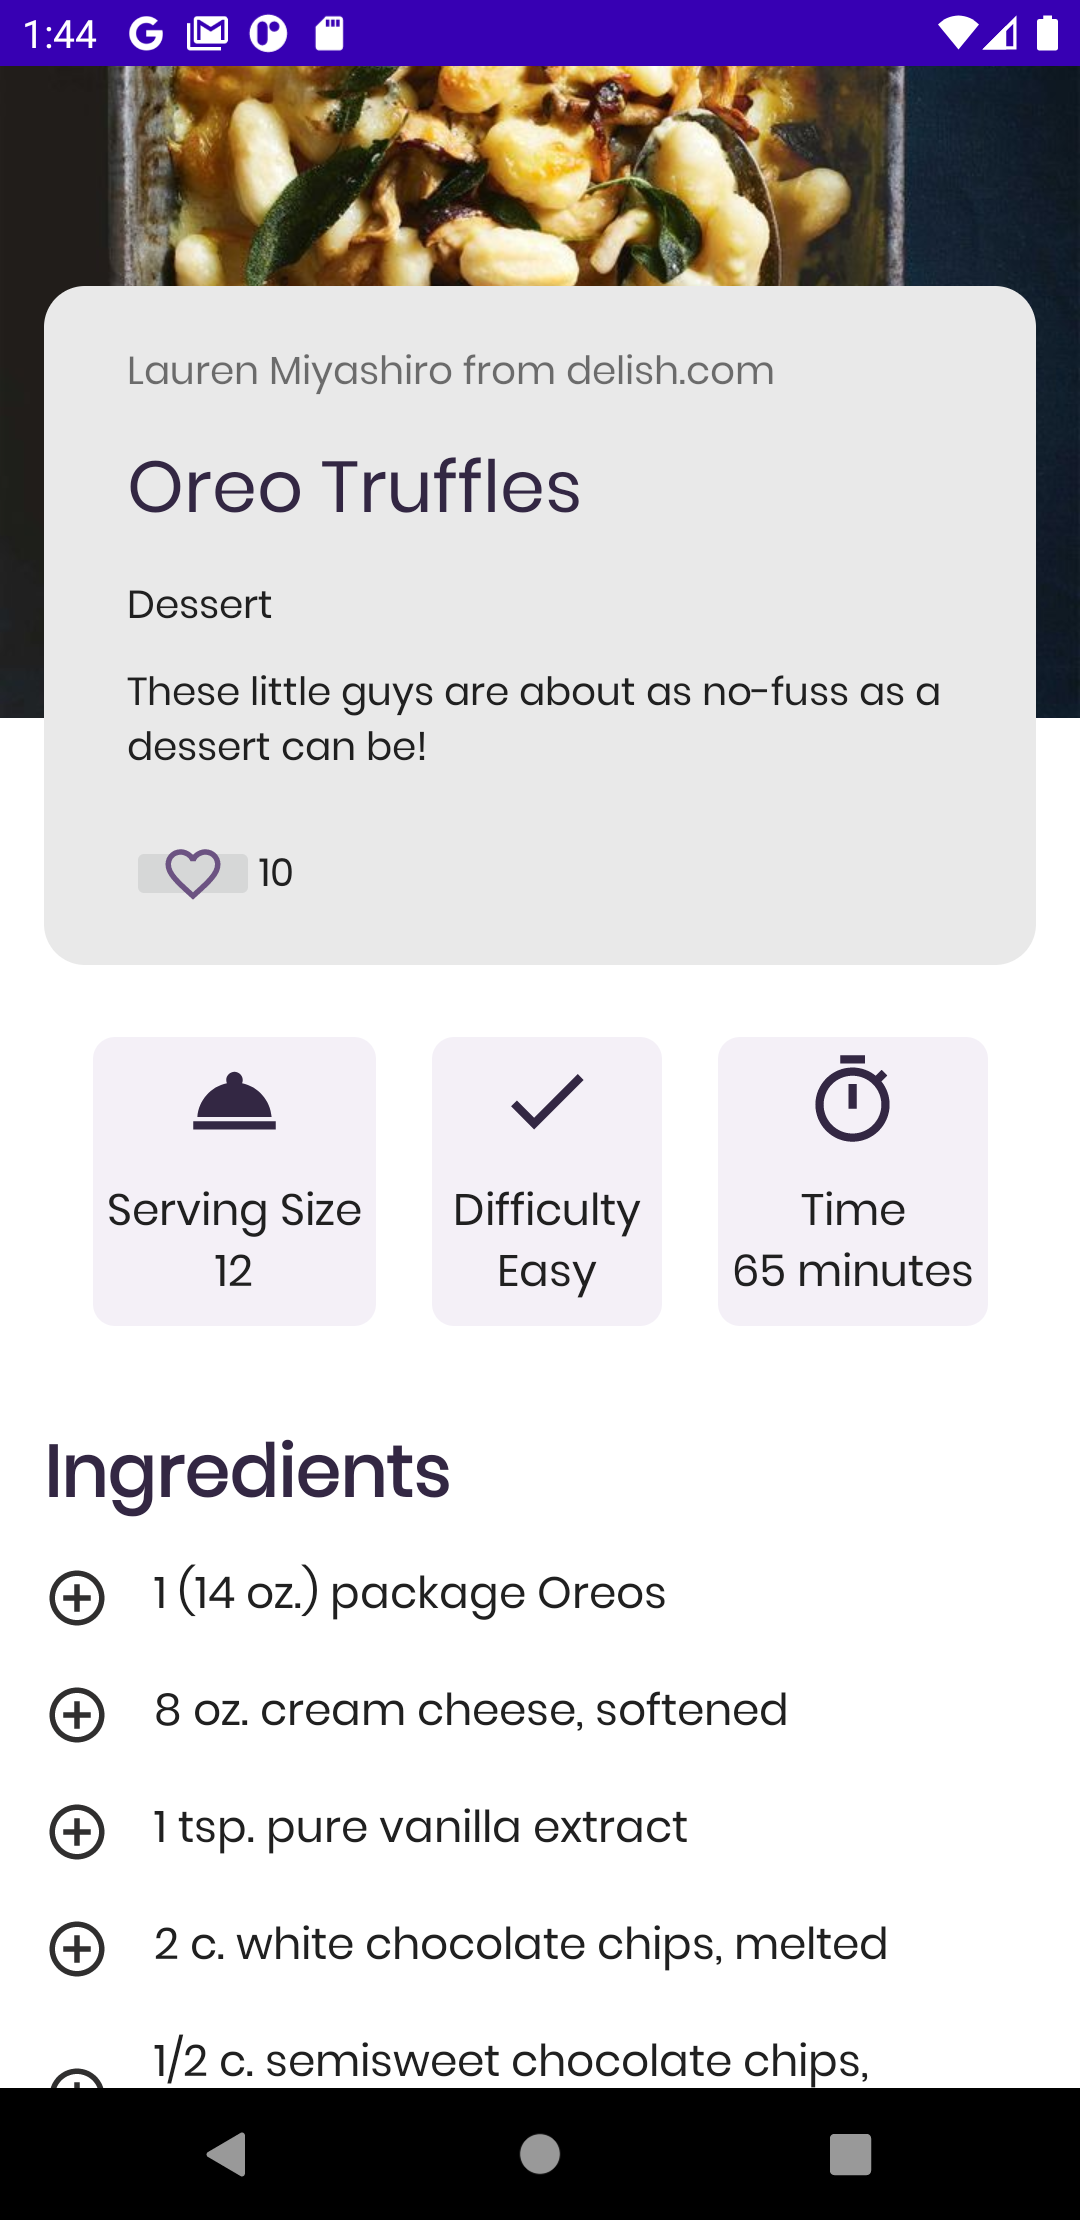 1:44
Lauren Miyashiro from delish.com
Oreo Truffles
Dessert
These little guys are about as no-fuss as a
dessert can be!
10
Serving Size
12
Difficulty
Easy
Time
65 minutes
Ingredients
1 (14 oz.) package Oreos
8 oz. cream cheese, softened
1 tsp. pure vanilla extract
2 c. white chocolate chips, melted
1/2 c. semisweet chocolate chips,